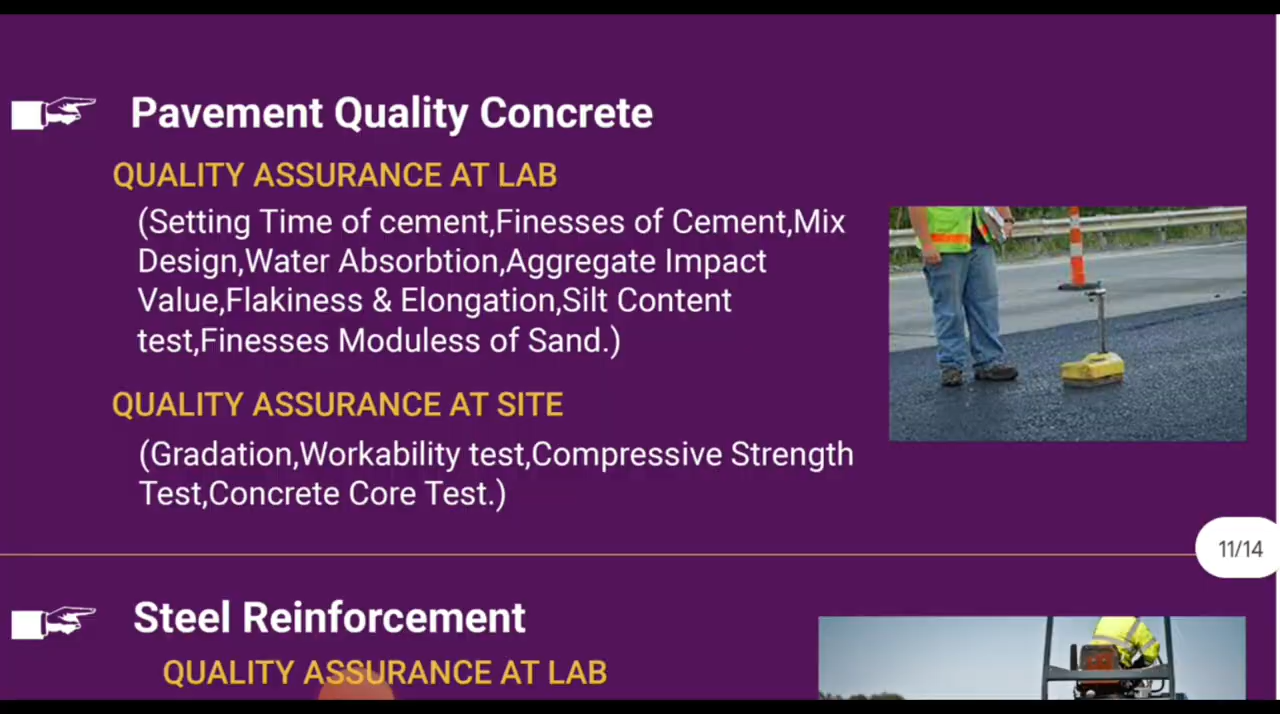 Pavement Quality Concrete
QUALITY ASSURANCE AT LAB
(Setting Time of cement,Finesses of Cement,Mix
Design,Water Absorbtion,Aggregate Impact
Value,Flakiness & Elongation,Silt Content
test,Finesses Moduless of Sand.)
QUALITY ASSURANCE AT SITE
(Gradation,Workability test,Compressive Strength
Test,Concrete Core Test.)
11/14
Steel Reinforcement
QUALITY ASSURANCE AT LAB